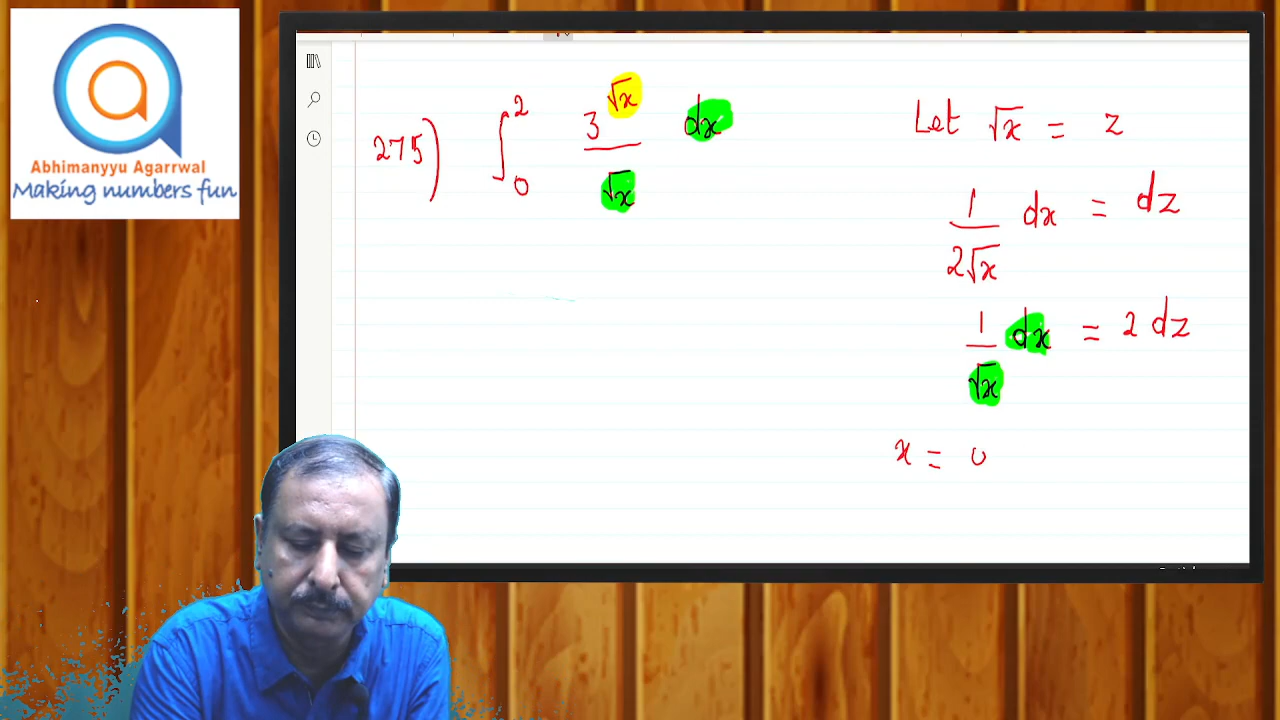 Abhimanyyu Agarrwal
Making numbers fun
275) ∫₀² 3^√x / √x dx
Let √x = z
1/(2√x) dx = dz
1/√x dx = 2 dz
x = 0